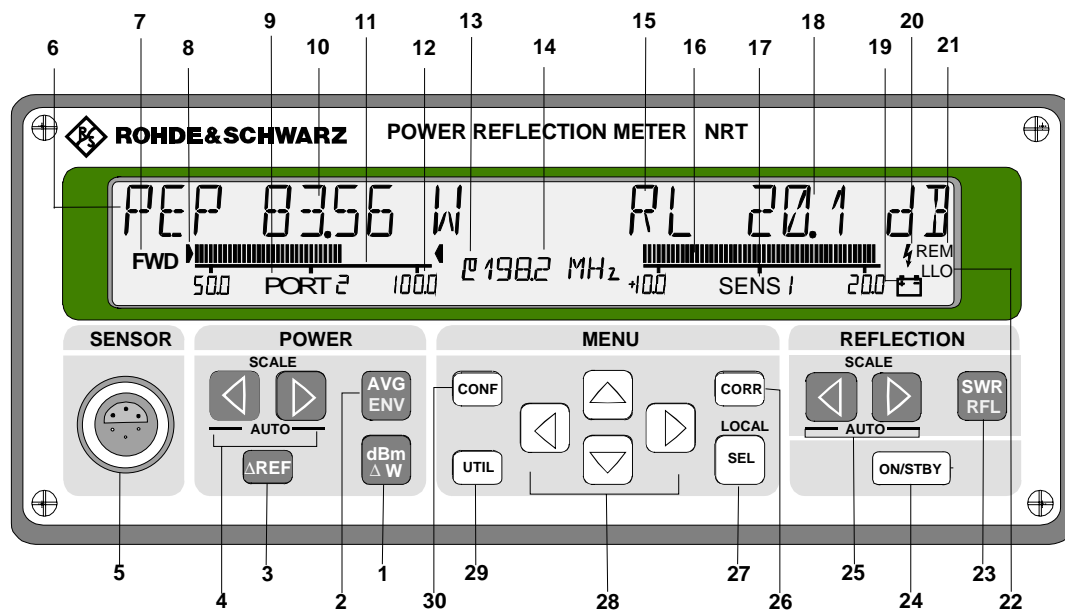 7 9 10 11 13 14 15 16 17 18 20
6 8 12 19 21
R&S ROHDE&SCHWARZ POWER REFLECTION METER NRT
PEP 83.56 W RL 20.1 dB
FWD @198.2 MHz REM
LLO
50.0 PORT 2 100.0 +10.0 SENS 1 20.0
SENSOR POWER MENU REFLECTION
SCALE SCALE
AVG
ENV
CONF
CORR
SWR
RFL
AUTO LOCAL AUTO
ΔREF
dBm
Δ W
UTIL
SEL
ON/STBY
5 4 3 2 1 30 29 28 27 26 25 24 23 22